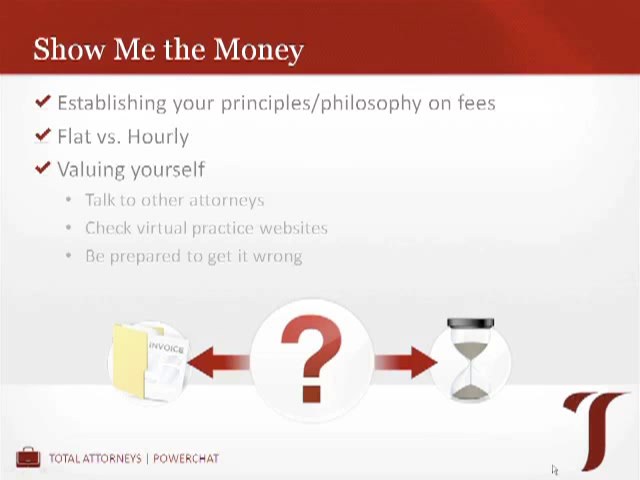 Show Me the Money
Establishing your principles/philosophy on fees
Flat vs. Hourly
Valuing yourself
Talk to other attorneys
Check virtual practice websites
Be prepared to get it wrong
INVOICE
?
TOTAL ATTORNEYS | POWERCHAT